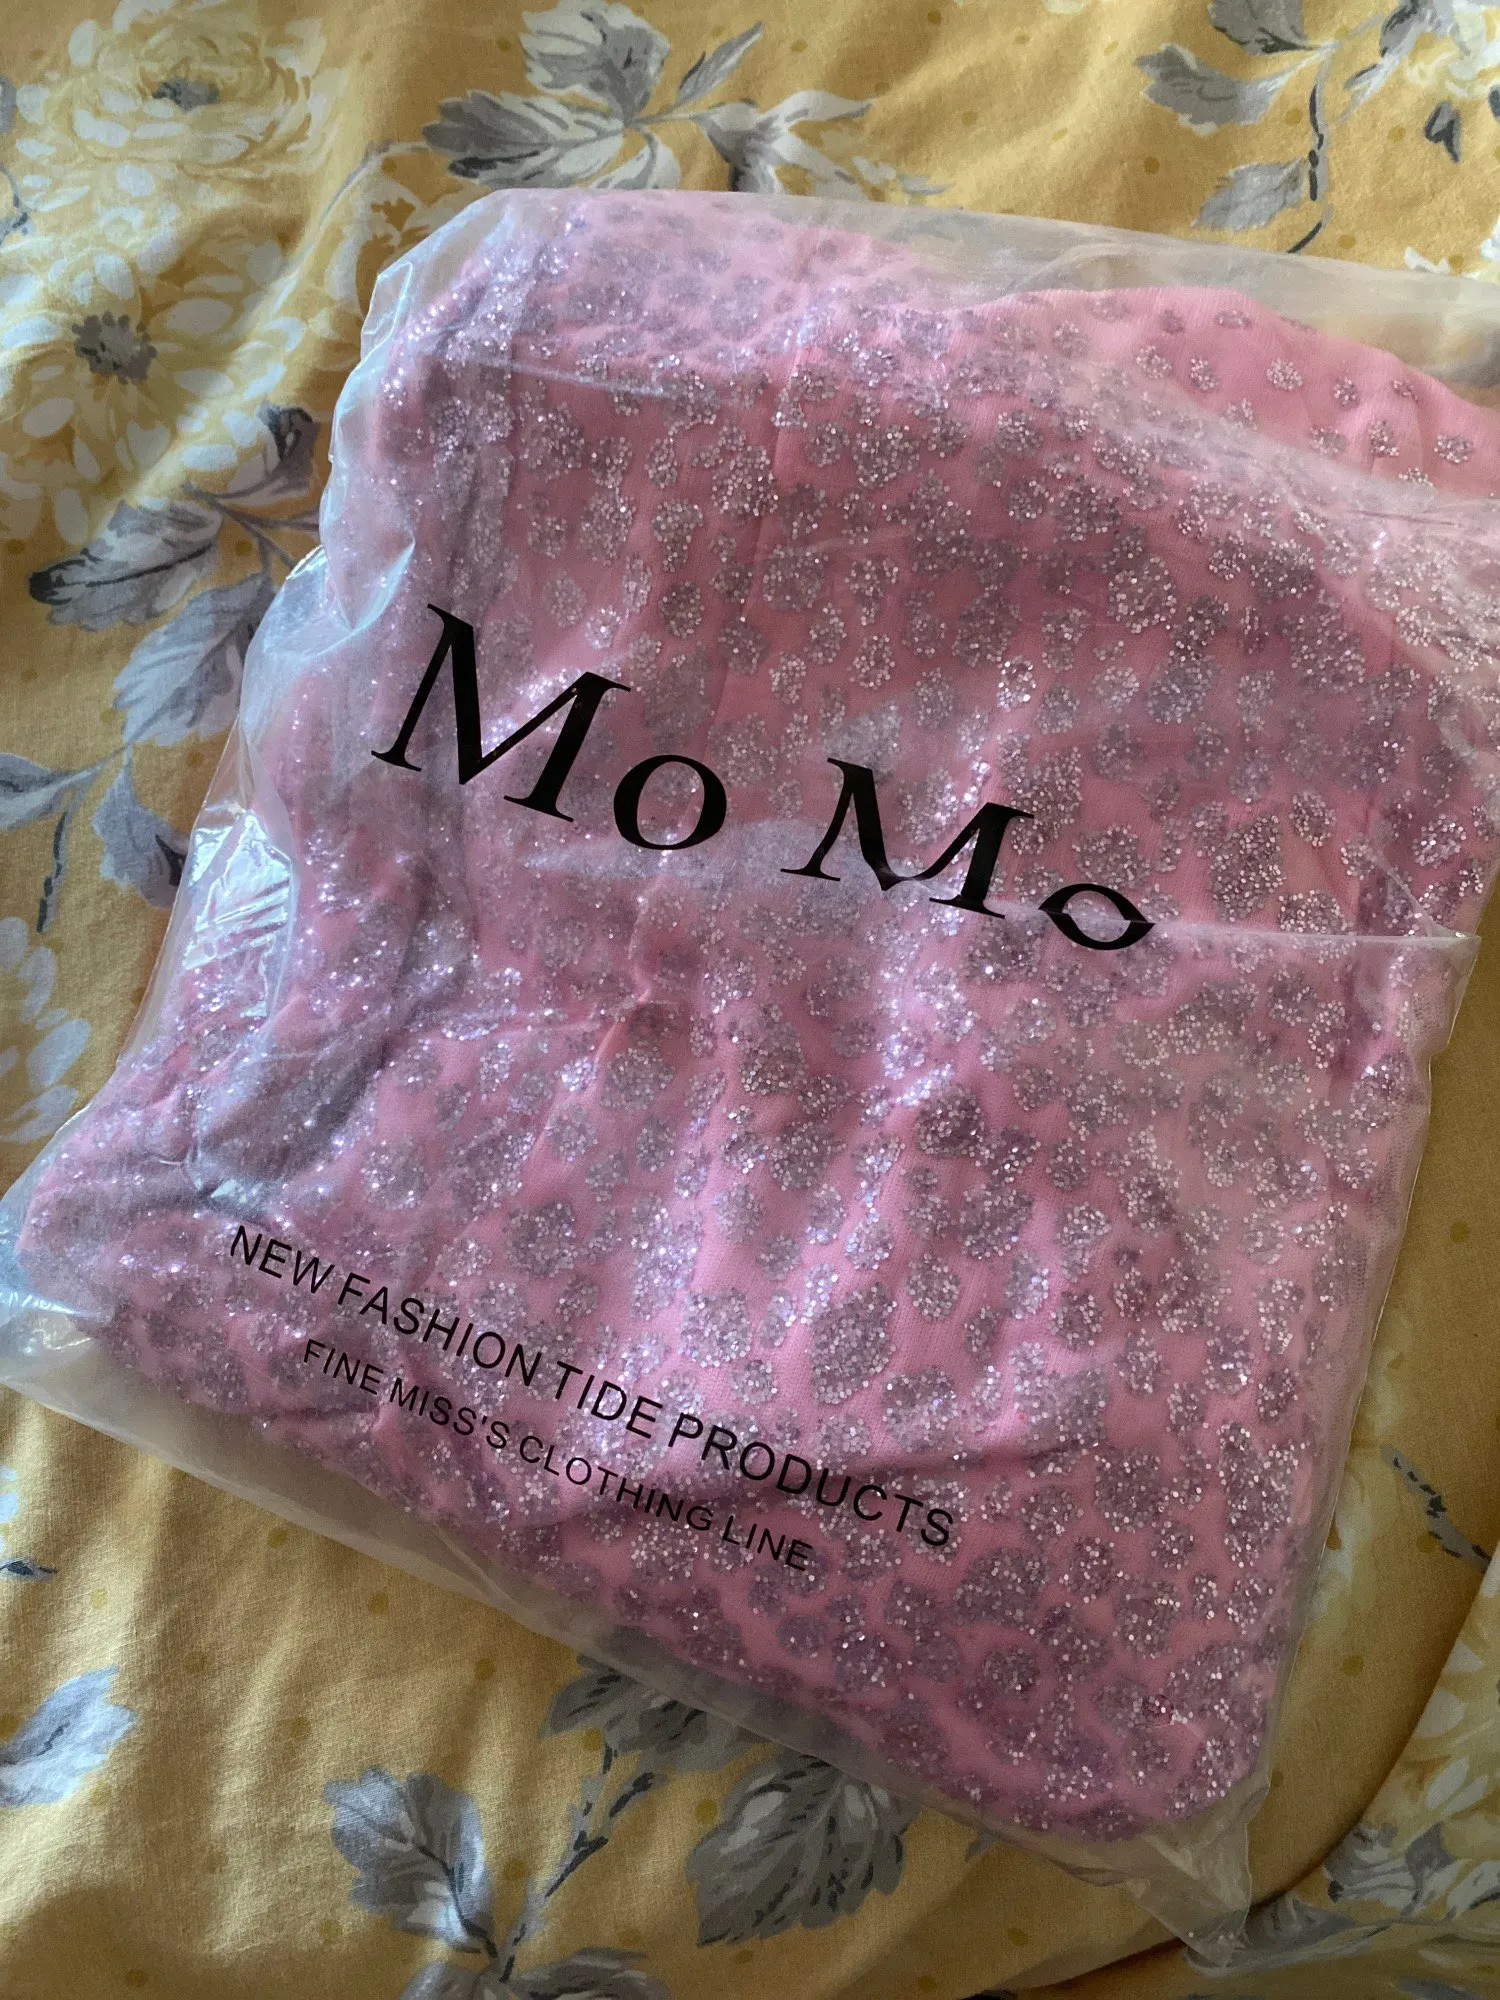 Mo Mo
NEW FASHION TIDE PRODUCTS
FINE MISS'S CLOTHING LINE